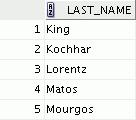 LAST_NAME
1 King
2 Kochhar
3 Lorentz
4 Matos
5 Mourgos